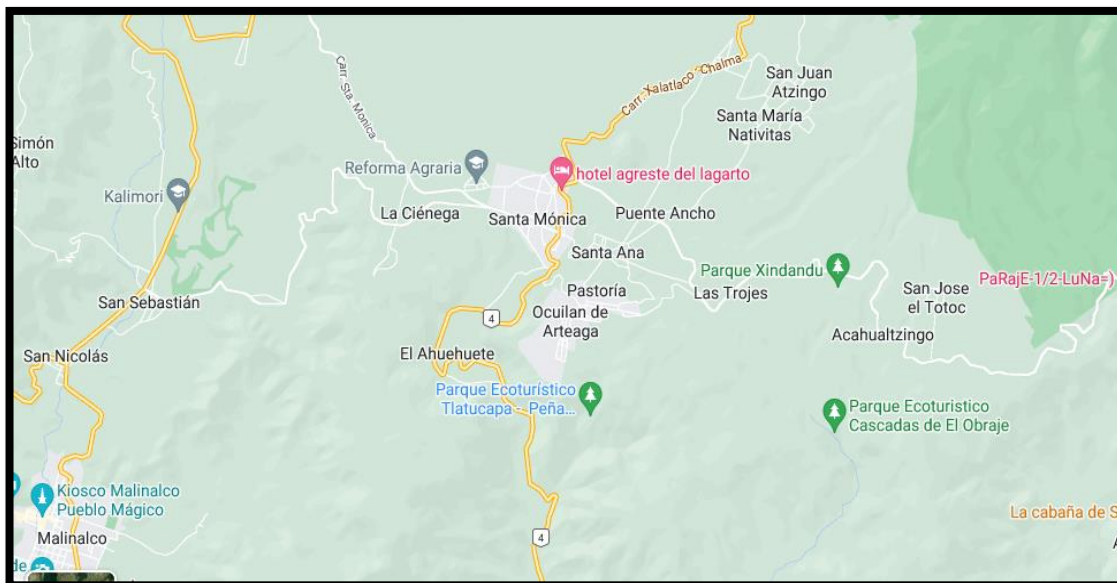 San Juan
Atzingo
Carr. Xalatlaco - Chalma
Carr. Sta. Monica
Santa María
Nativitas
Simón
Alto
Reforma Agraria
hotel agreste del lagarto
Kalimori
La Ciénega
Santa Mónica
Puente Ancho
Santa Ana
Parque Xindandu
PaRajE-1/2-LuNa=)
San Jose
el Totoc
Pastoría
Las Trojes
San Sebastián
Ocuilan de
Arteaga
4
Acahualtzingo
San Nicolás
El Ahuehuete
Parque Ecoturístico
Tlatucapa - Peña...
Parque Ecoturistico
Cascadas de El Obraje
Kiosco Malinalco
Pueblo Mágico
La cabaña de S
Malinalco
4
A
de